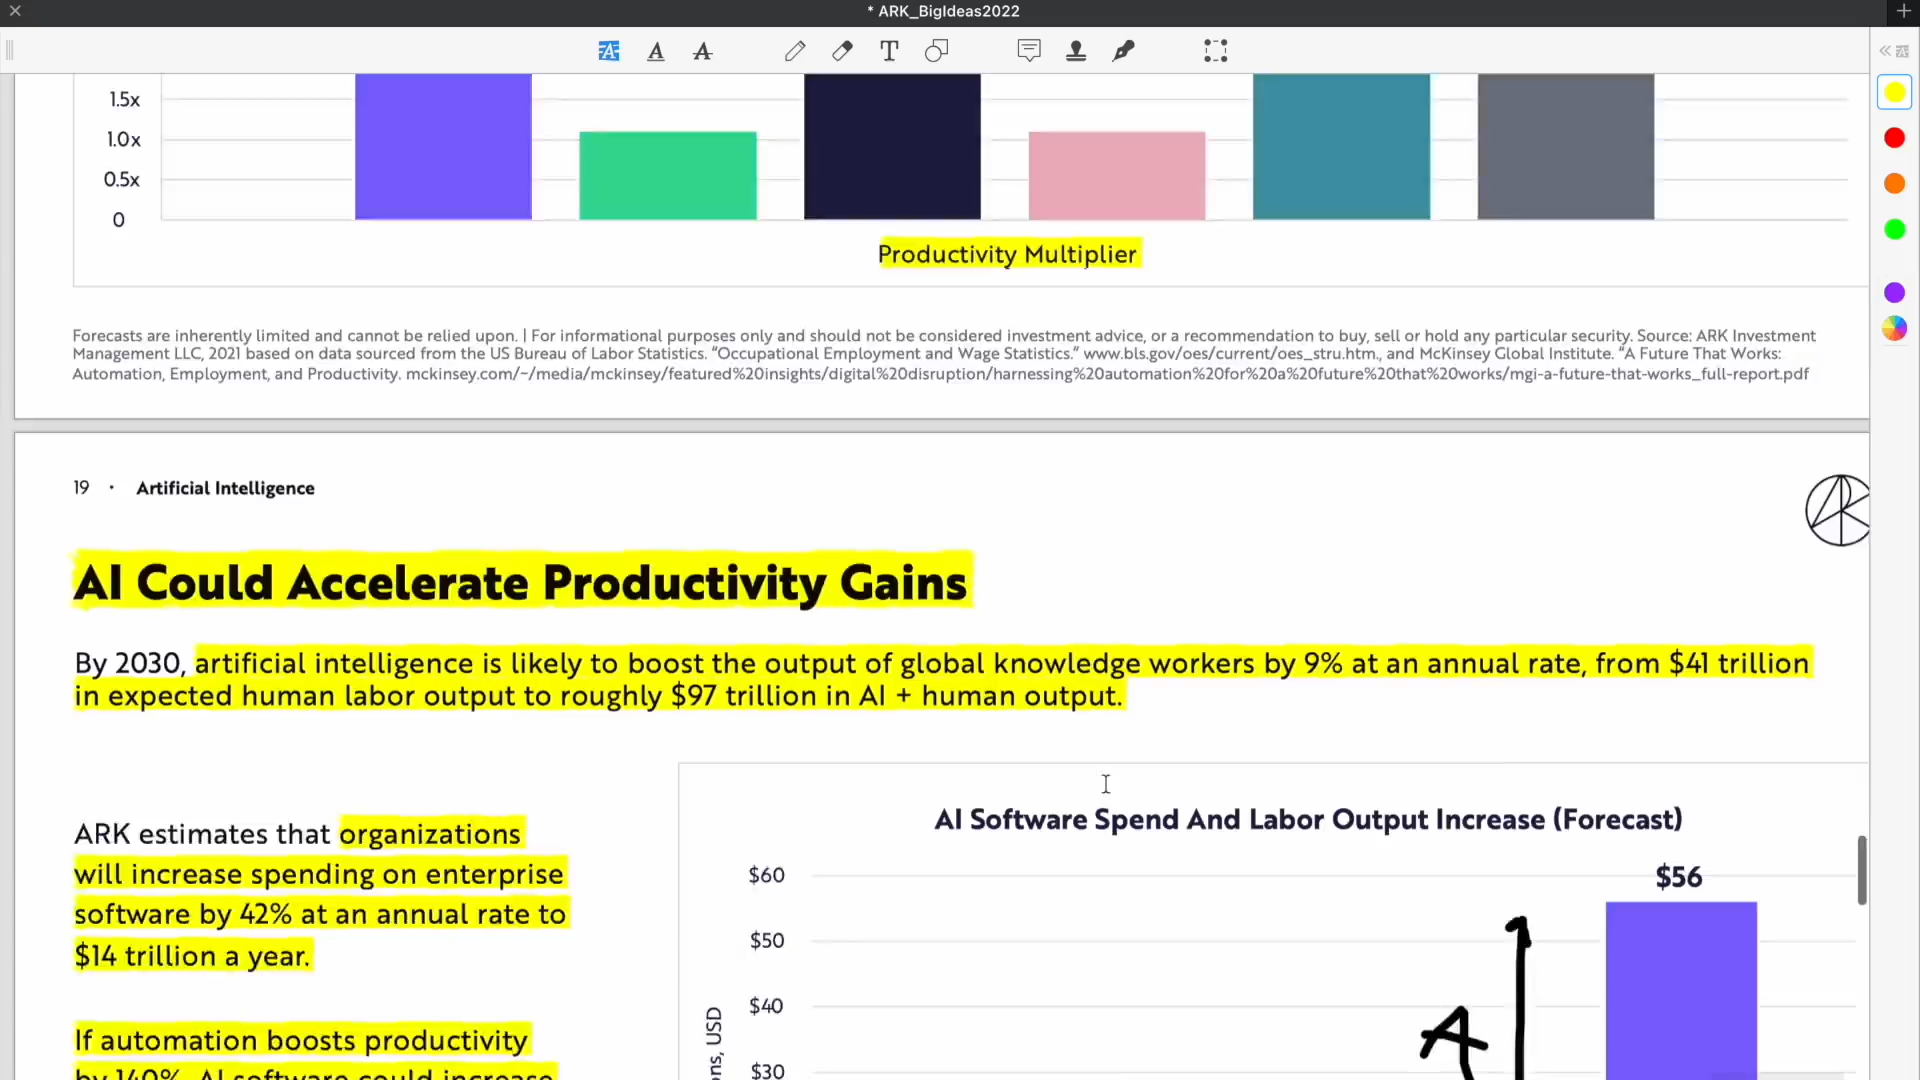 * ARK_BigIdeas2022
1.5x
1.0x
0.5x
0
Productivity Multiplier
Forecasts are inherently limited and cannot be relied upon. | For informational purposes only and should not be considered investment advice, or a recommendation to buy, sell or hold any particular security. Source: ARK Investment
Management LLC, 2021 based on data sourced from the US Bureau of Labor Statistics. "Occupational Employment and Wage Statistics." www.bls.gov/oes/current/oes_stru.htm., and McKinsey Global Institute. "A Future That Works:
Automation, Employment, and Productivity. mckinsey.com/~/media/mckinsey/featured%20insights/digital%20disruption/harnessing%20automation%20for%20a%20future%20that%20works/mgi-a-future-that-works_full-report.pdf
19 · Artificial Intelligence
AI Could Accelerate Productivity Gains
By 2030, artificial intelligence is likely to boost the output of global knowledge workers by 9% at an annual rate, from $41 trillion
in expected human labor output to roughly $97 trillion in AI + human output.
ARK estimates that organizations
will increase spending on enterprise
software by 42% at an annual rate to
$14 trillion a year.
If automation boosts productivity
by 140%, AI software could increase
AI Software Spend And Labor Output Increase (Forecast)
$60
$56
$50
$40
$30
ns, USD
A